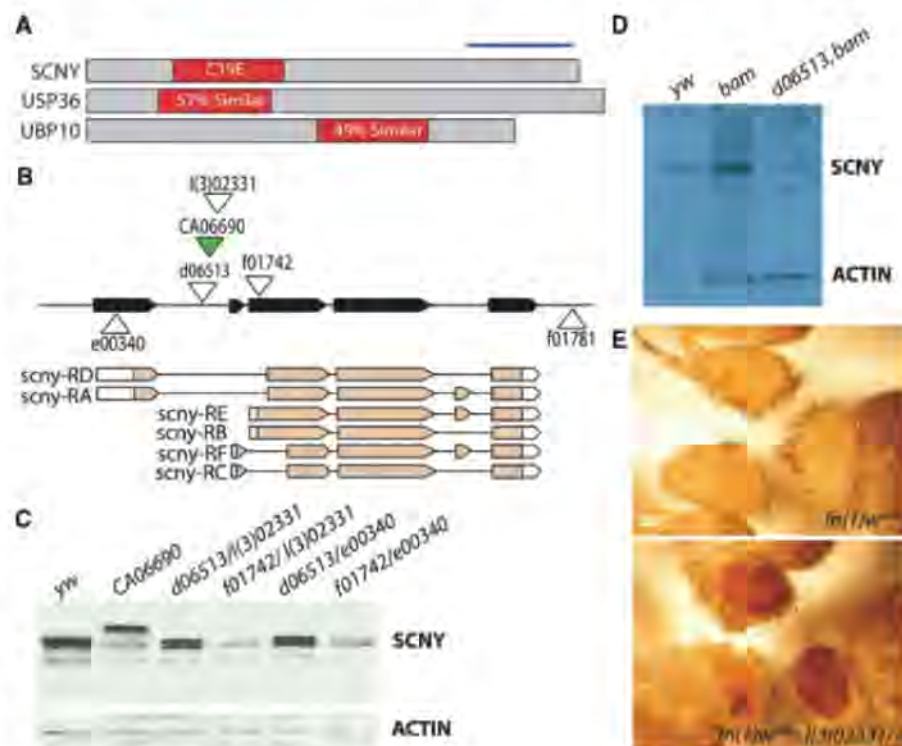 A
SCNY
C19E
USP36
57% Similar
UBP10
49% Similar
B
l(3)02331
CA06690
d06513
f01742
e00340
f01781
scny-RD
scny-RA
scny-RE
scny-RB
scny-RF
scny-RC
C
yw
CA06690
d06513/l(3)02331
f01742/ l(3)02331
d06513/e00340
f01742/e00340
SCNY
ACTIN
D
yw
bam
d06513, bam
SCNY
ACTIN
E